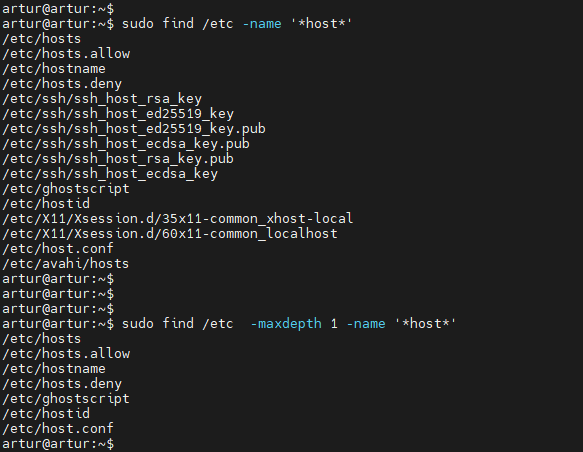 artur@artur:~$
artur@artur:~$ sudo find /etc -name '*host*'
/etc/hosts
/etc/hosts.allow
/etc/hostname
/etc/hosts.deny
/etc/ssh/ssh_host_rsa_key
/etc/ssh/ssh_host_ed25519_key
/etc/ssh/ssh_host_ed25519_key.pub
/etc/ssh/ssh_host_ecdsa_key.pub
/etc/ssh/ssh_host_rsa_key.pub
/etc/ssh/ssh_host_ecdsa_key
/etc/ghostscript
/etc/hostid
/etc/X11/Xsession.d/35x11-common_xhost-local
/etc/X11/Xsession.d/60x11-common_localhost
/etc/host.conf
/etc/avahi/hosts
artur@artur:~$
artur@artur:~$
artur@artur:~$
artur@artur:~$ sudo find /etc  -maxdepth 1 -name '*host*'
/etc/hosts
/etc/hosts.allow
/etc/hostname
/etc/hosts.deny
/etc/ghostscript
/etc/hostid
/etc/host.conf
artur@artur:~$